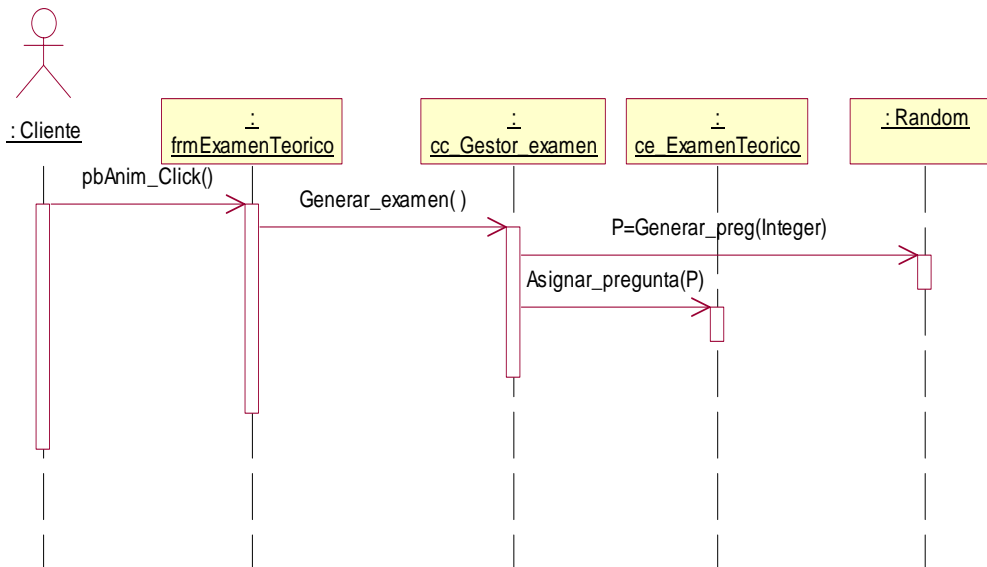 : Cliente
:
frmExamenTeorico
:
cc_Gestor_examen
:
ce_ExamenTeorico
: Random
pbAnim_Click()
Generar_examen( )
P=Generar_preg(Integer)
Asignar_pregunta(P)